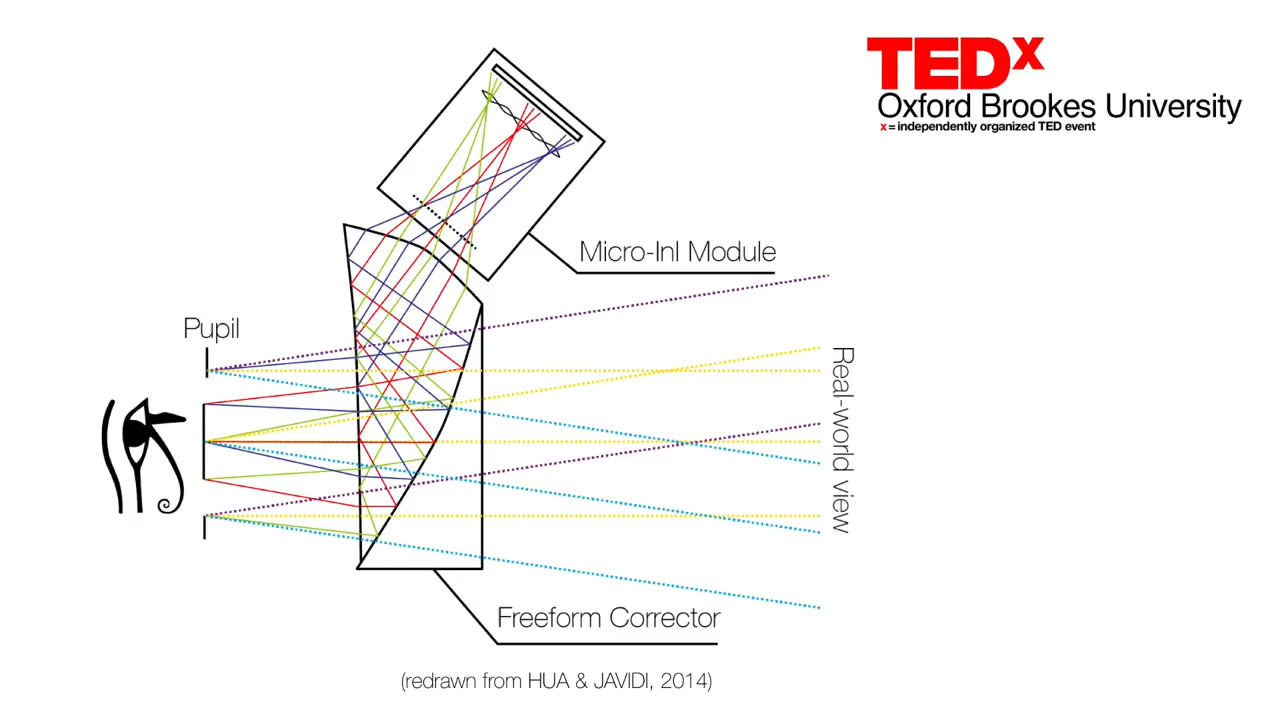 TEDx
Oxford Brookes University
x = independently organized TED event
Micro-InI Module
Pupil
Real-world view
Freeform Corrector
(redrawn from HUA & JAVIDI, 2014)